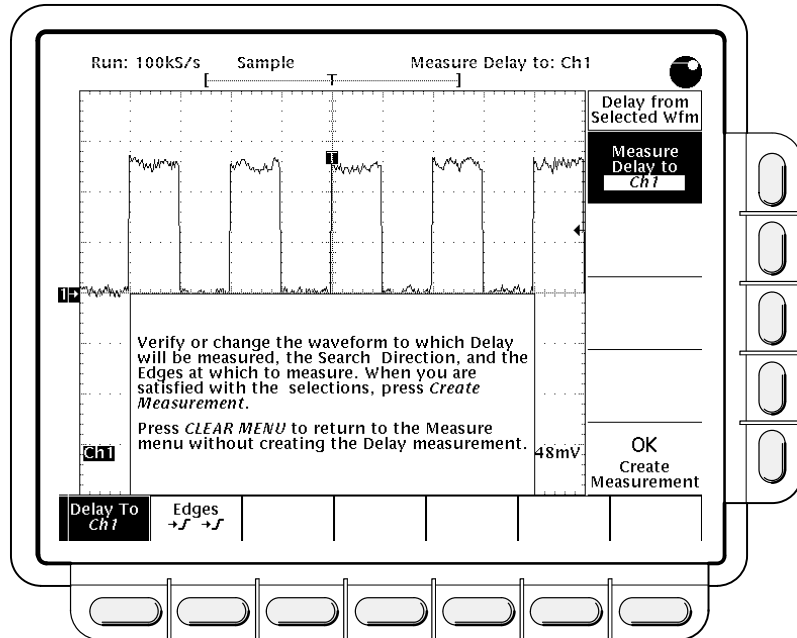 Run: 100kS/s Sample Measure Delay to: Ch1
[ T ]
Delay from
Selected Wfm
Measure
Delay to
Ch1
T
1
Verify or change the waveform to which Delay
will be measured, the Search Direction, and the
Edges at which to measure. When you are
satisfied with the selections, press Create
Measurement.
Press CLEAR MENU to return to the Measure
menu without creating the Delay measurement.
Ch1
48mV
OK
Create
Measurement
Delay To
Ch1
Edges